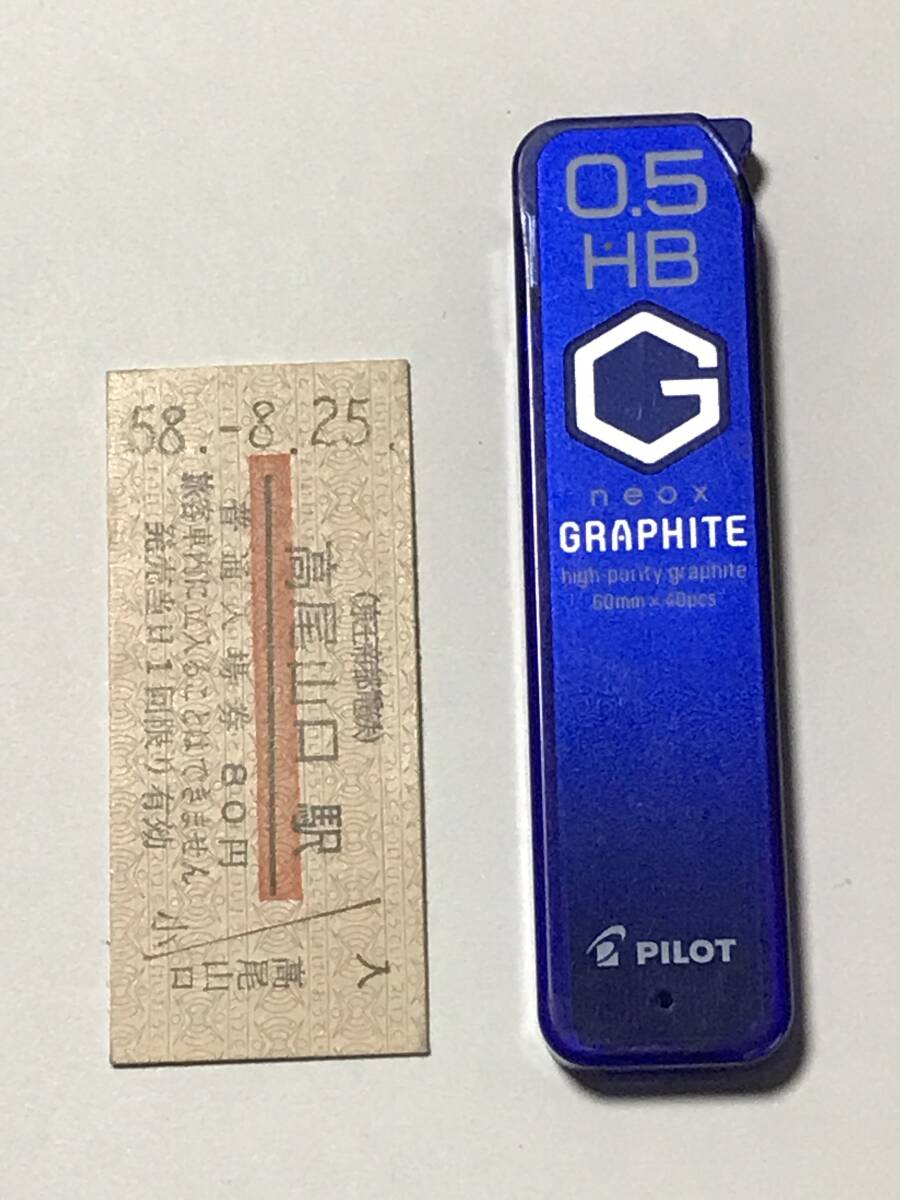 58.-8.25.
(京王帝都電鉄)
高尾山口駅
普通入場券 80円
旅客車内に立入ることはできません
発売当日1回限り有効
小
入
高尾
山口
0.5
HB
G
neox
GRAPHITE
high-purity graphite
60mm×40pcs
PILOT